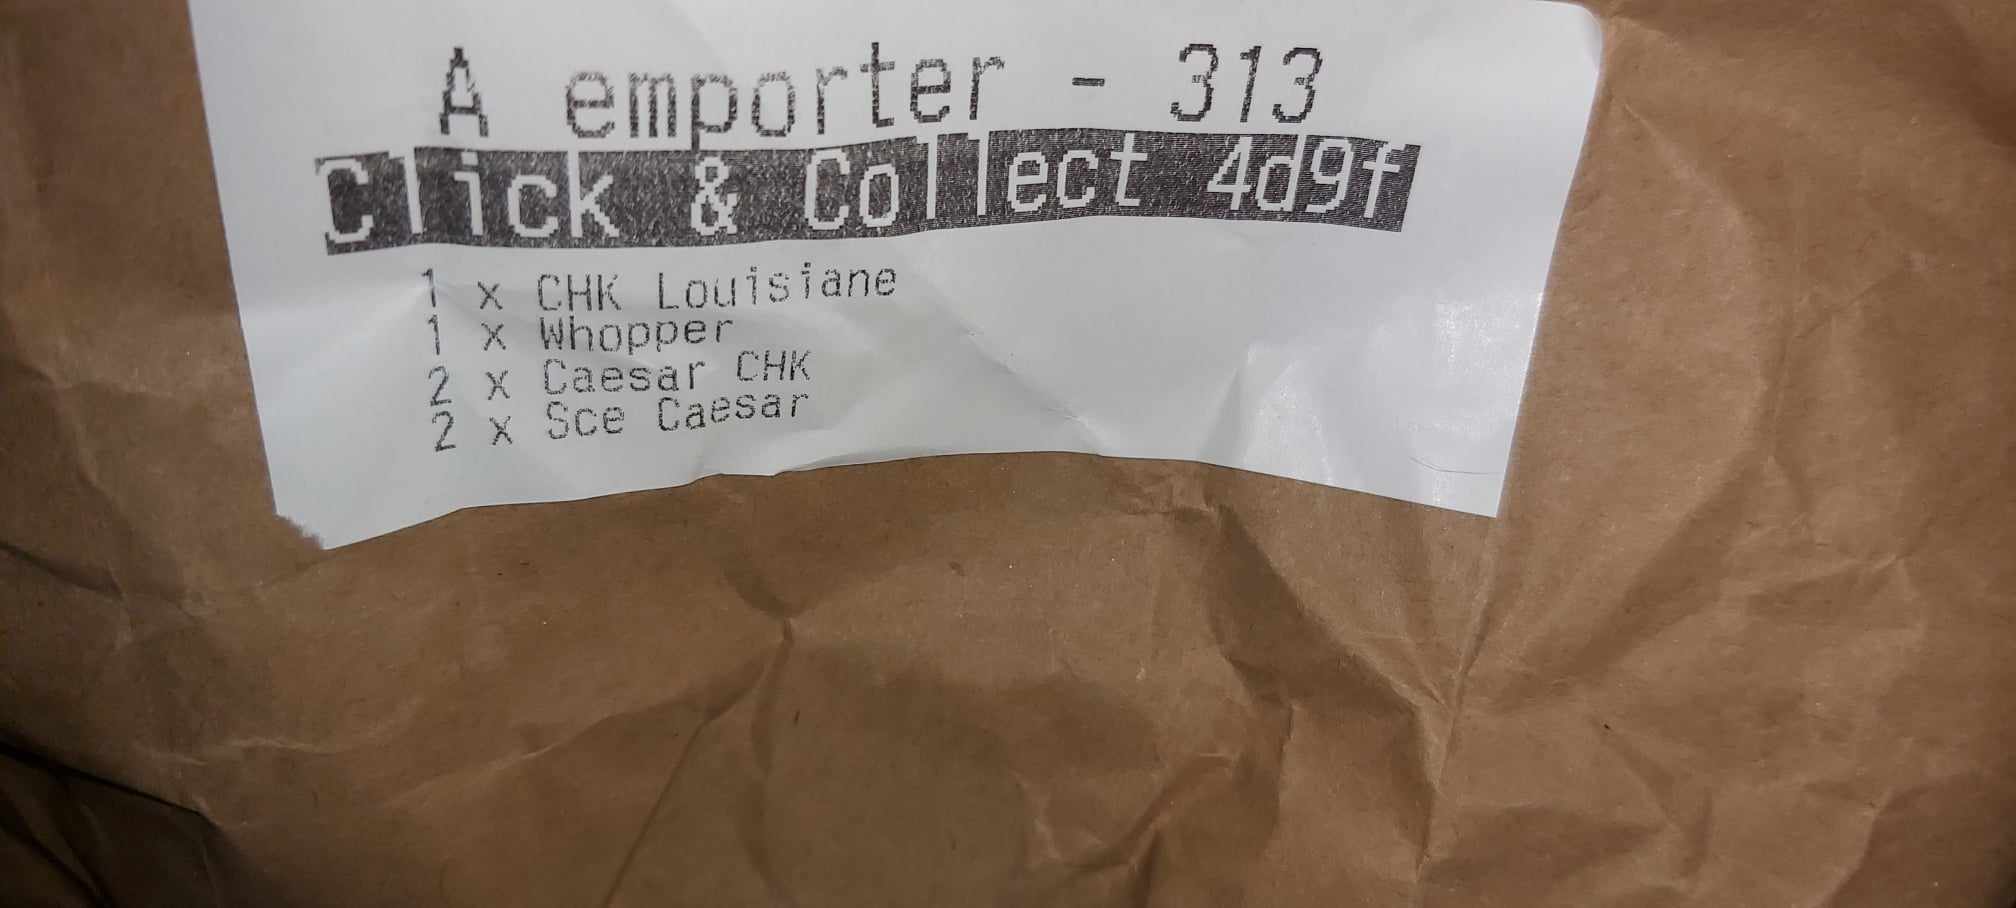 A emporter - 313
Click & Collect 4d9f
1 x CHK Louisiane
1 x Whopper
2 x Caesar CHK
2 x Sce Caesar